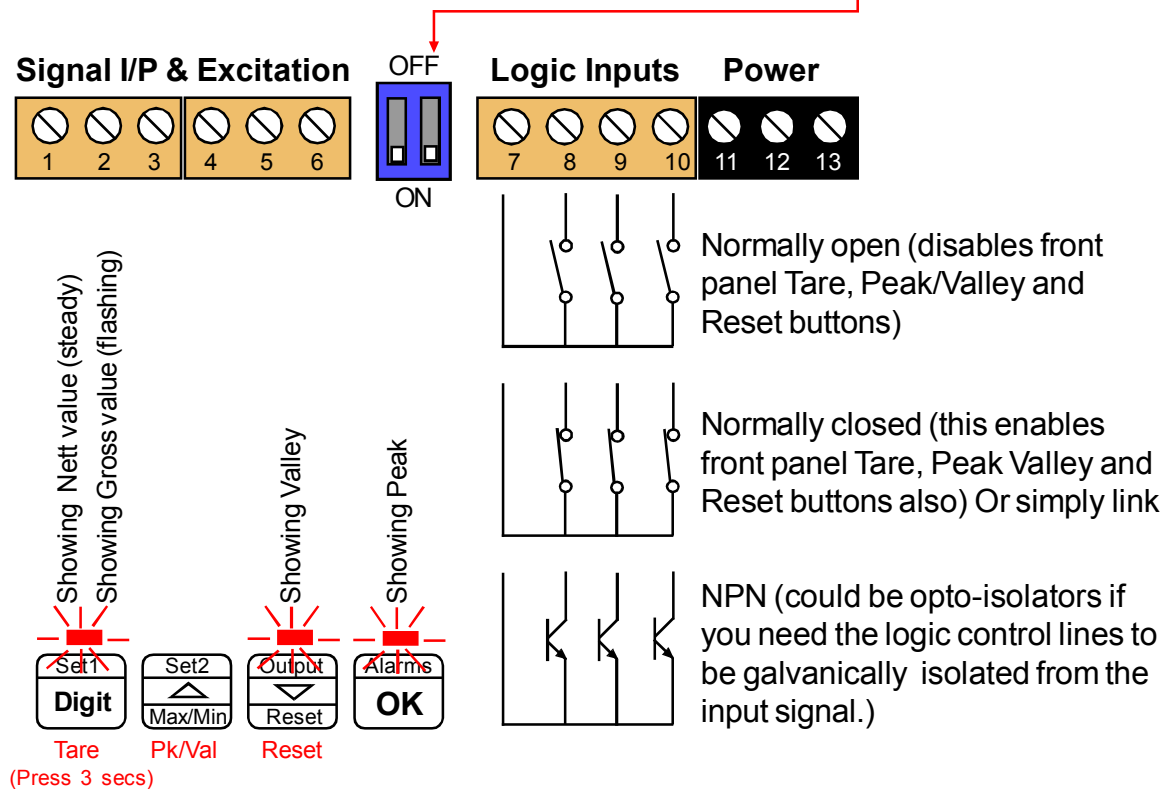 Signal I/P & Excitation
OFF
Logic Inputs
Power
1 2 3 4 5 6
7 8 9 10 11 12 13
ON
Normally open (disables front
panel Tare, Peak/Valley and
Reset buttons)
Normally closed (this enables
front panel Tare, Peak Valley and
Reset buttons also) Or simply link
NPN (could be opto-isolators if
you need the logic control lines to
be galvanically isolated from the
input signal.)
Showing Nett value (steady)
Showing Gross value (flashing)
Showing Valley
Showing Peak
Set1
Digit
Set2
Max/Min
Output
Reset
Alarms
OK
Tare
(Press 3 secs)
Pk/Val
Reset